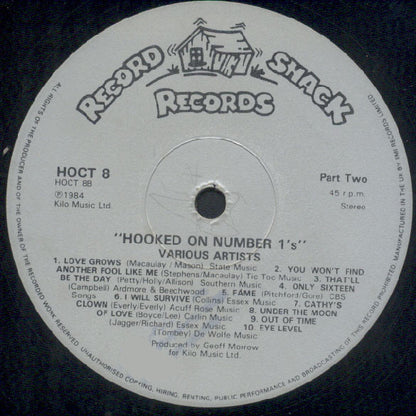 RECORD SHACK
RECORDS
HOCT 8
HOCT 8B
℗1984
Kilo Music Ltd.
Part Two
45 r.p.m.
Stereo
"HOOKED ON NUMBER 1's"
VARIOUS ARTISTS
1. LOVE GROWS (Macaulay/Mason) State Music 2. YOU WON'T FIND
ANOTHER FOOL LIKE ME (Stephens/Macaulay) Tic Toc Music 3. THAT'LL
BE THE DAY (Petty/Holly/Allison) Southern Music 4. ONLY SIXTEEN
(Campbell) Ardmore & Beechwood 5. FAME (Pitchford/Gore) CBS
Songs 6. I WILL SURVIVE (Collins) Essex Music 7. CATHY'S
CLOWN (Everly/Everly) Acuff Rose Music 8. UNDER THE MOON
OF LOVE (Boyce/Lee) Carlin Music 9. OUT OF TIME
(Jagger/Richard) Essex Music 10. EYE LEVEL
(Tombey) De Wolfe Music
Produced by Geoff Morrow
for Kilo Music Ltd.
ALL RIGHTS OF THE PRODUCER AND OF THE OWNER OF THE RECORDED WORK RESERVED. UNAUTHORISED COPYING, HIRING, RENTING, PUBLIC PERFORMANCE AND BROADCASTING OF THIS RECORD PROHIBITED. MANUFACTURED IN THE UK BY EMI RECORDS LIMITED